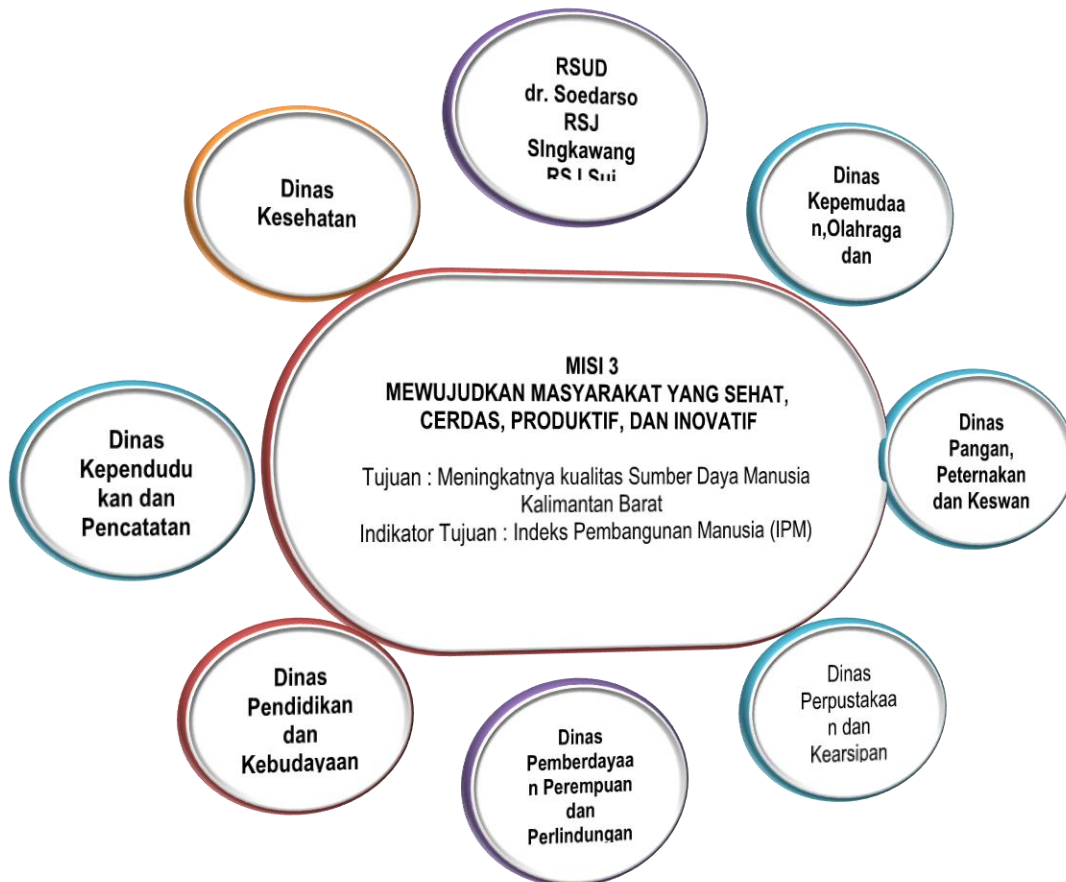 RSUD
dr. Soedarso
RSJ
SIngkawang
Dinas
Kesehatan
Dinas
Kepemudaa
n,Olahraga
dan
MISI 3
MEWUJUDKAN MASYARAKAT YANG SEHAT,
CERDAS, PRODUKTIF, DAN INOVATIF
Tujuan : Meningkatnya kualitas Sumber Daya Manusia
Kalimantan Barat
Indikator Tujuan : Indeks Pembangunan Manusia (IPM)
Dinas
Kependudu
kan dan
Pencatatan
Dinas
Pangan,
Peternakan
dan Keswan
Dinas
Pendidikan
dan
Kebudayaan
Dinas
Pemberdayaa
n Perempuan
dan
Perlindungan
Dinas
Perpustakaa
n dan
Kearsipan